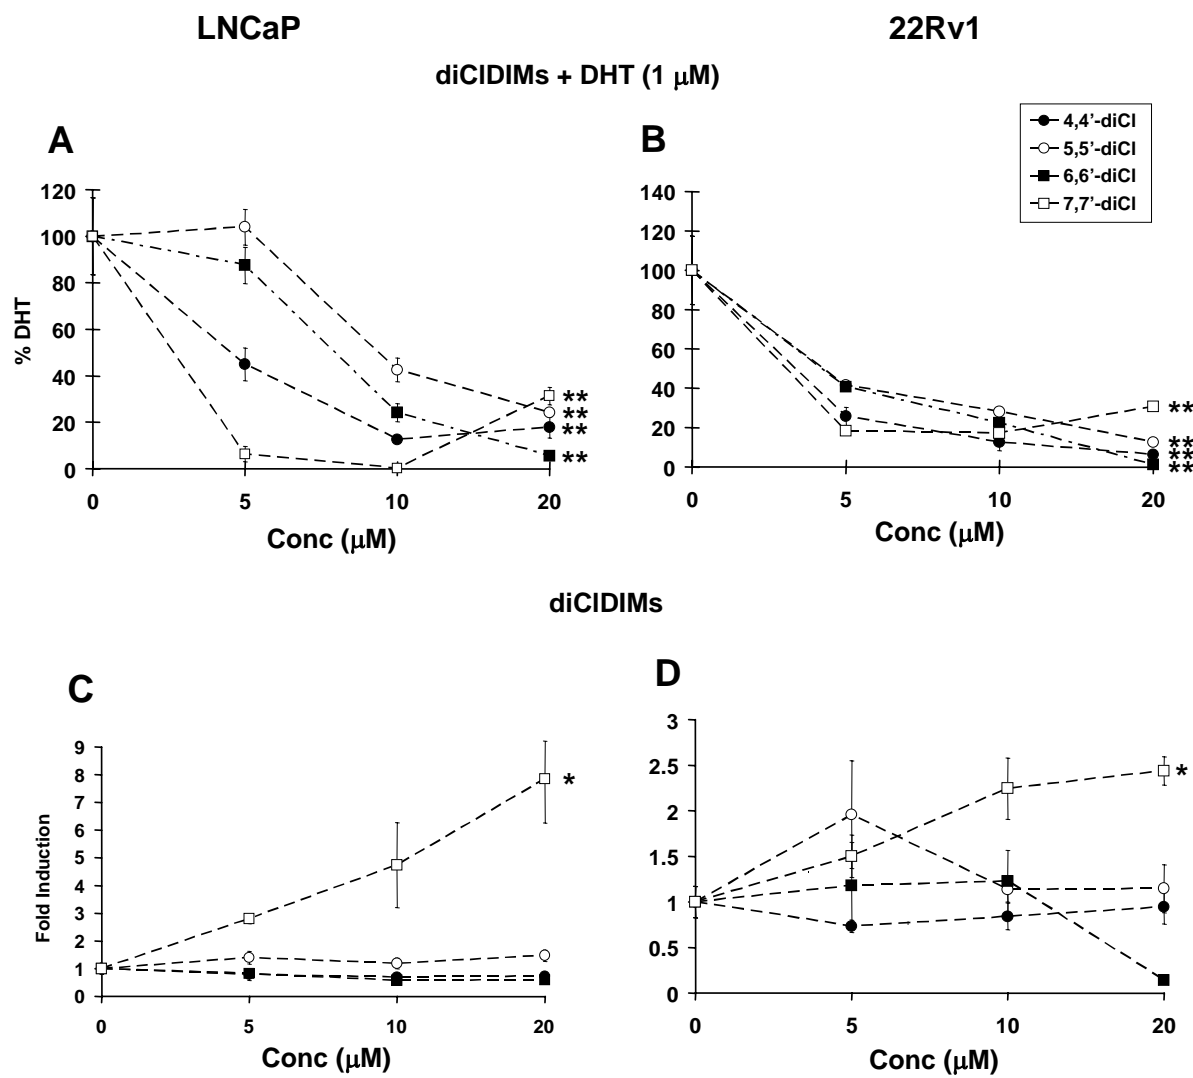 LNCaP 22Rv1
diClDIMs + DHT (1 μM)
A B
4,4'-diCl
5,5'-diCl
6,6'-diCl
7,7'-diCl
120
100
80
60
40
20
0
% DHT
0 5 10 20
Conc (μM)
**
**
**
**
140
120
100
80
60
40
20
0
0 5 10 20
Conc (μM)
**
**
**
**
diClDIMs
C D
9
8
7
6
5
4
3
2
1
0
Fold Induction
0 5 10 20
Conc (μM)
*
3
2.5
2
1.5
1
0.5
0
0 5 10 20
Conc (μM)
*